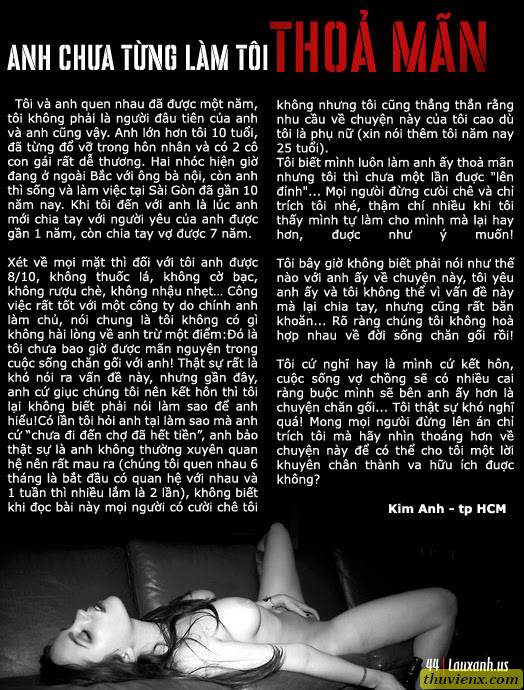 ANH CHƯA TỪNG LÀM TÔI THOẢ MÃN
Tôi và anh quen nhau đã được một năm,
tôi không phải là người đâu tiên của anh
và anh cũng vậy. Anh lớn hơn tôi 10 tuổi,
đã từng đổ vỡ trong hôn nhân và có 2 cô
con gái rất dễ thương. Hai nhóc hiện giờ
đang ở ngoài Bắc với ông bà nội, còn anh
thì sống và làm việc tại Sài Gòn đã gần 10
năm nay. Khi tôi đến với anh là lúc anh
mới chia tay với người yêu của anh được
gần 1 năm, còn chia tay vợ được 7 năm.
Xét về mọi mặt thì đối với tôi anh được
8/10, không thuốc lá, không cờ bạc,
không rượu chè, không nhậu nhẹt... Công
việc rất tốt với một công ty do chính anh
làm chủ, nói chung là tôi không có gì
không hài lòng về anh trừ một điểm:Đó là
tôi chưa bao giờ được mãn nguyện trong
cuộc sống chăn gối với anh! Thật sự rất là
khó nói ra vấn đề này, nhưng gần đây,
anh cứ giục chúng tôi nên kết hôn thì tôi
lại không biết phải nói làm sao để anh
hiểu!Có lần tôi hỏi anh tại làm sao mà anh
cứ “chưa đi đến chợ đã hết tiền”, anh bảo
thật sự là anh không thường xuyên quan
hệ nên rất mau ra (chúng tôi quen nhau 6
tháng là bắt đầu có quan hệ với nhau và
1 tuần thì nhiều lắm là 2 lần), không biết
khi đọc bài này mọi người có cười chê tôi
không nhưng tôi cũng thẳng thắn rằng
nhu cầu về chuyện này của tôi cao dù
tôi là phụ nữ (xin nói thêm tôi năm nay
25 tuổi).
Tôi biết mình luôn làm anh ấy thoả mãn
nhưng tôi thì chưa một lần đuợc "lên
đỉnh"... Mọi nguời đừng cuời chê và chỉ
trích tôi nhé, thậm chí nhiều khi tôi
thấy mình tự làm cho mình mà lại hay
hơn, được như ý muốn!
Tôi bây giờ không biết phải nói như thế
nào với anh ấy về chuyện này, tôi yêu
anh ấy và tôi không thể vì vấn đề này
mà lại chia tay, nhưng cũng rất băn
khoăn... Rõ ràng chúng tôi không hoà
hợp nhau về đời sống chăn gối rồi!
Tôi cứ nghĩ hay là mình cứ kết hôn,
cuộc sống vợ chồng sẽ có nhiều cai
ràng buộc mình sẽ bên anh ấy hơn là
chuyện chăn gối... Tôi thật sự khó nghĩ
quá! Mong mọi nguời đừng lên án chỉ
trích tôi mà hãy nhìn thoáng hơn về
chuyện này để có thể cho tôi một lời
khuyên chân thành va hữu ích đuợc
không?
Kim Anh - tp HCM
44 | Lauxanh.us
thuvienx.com